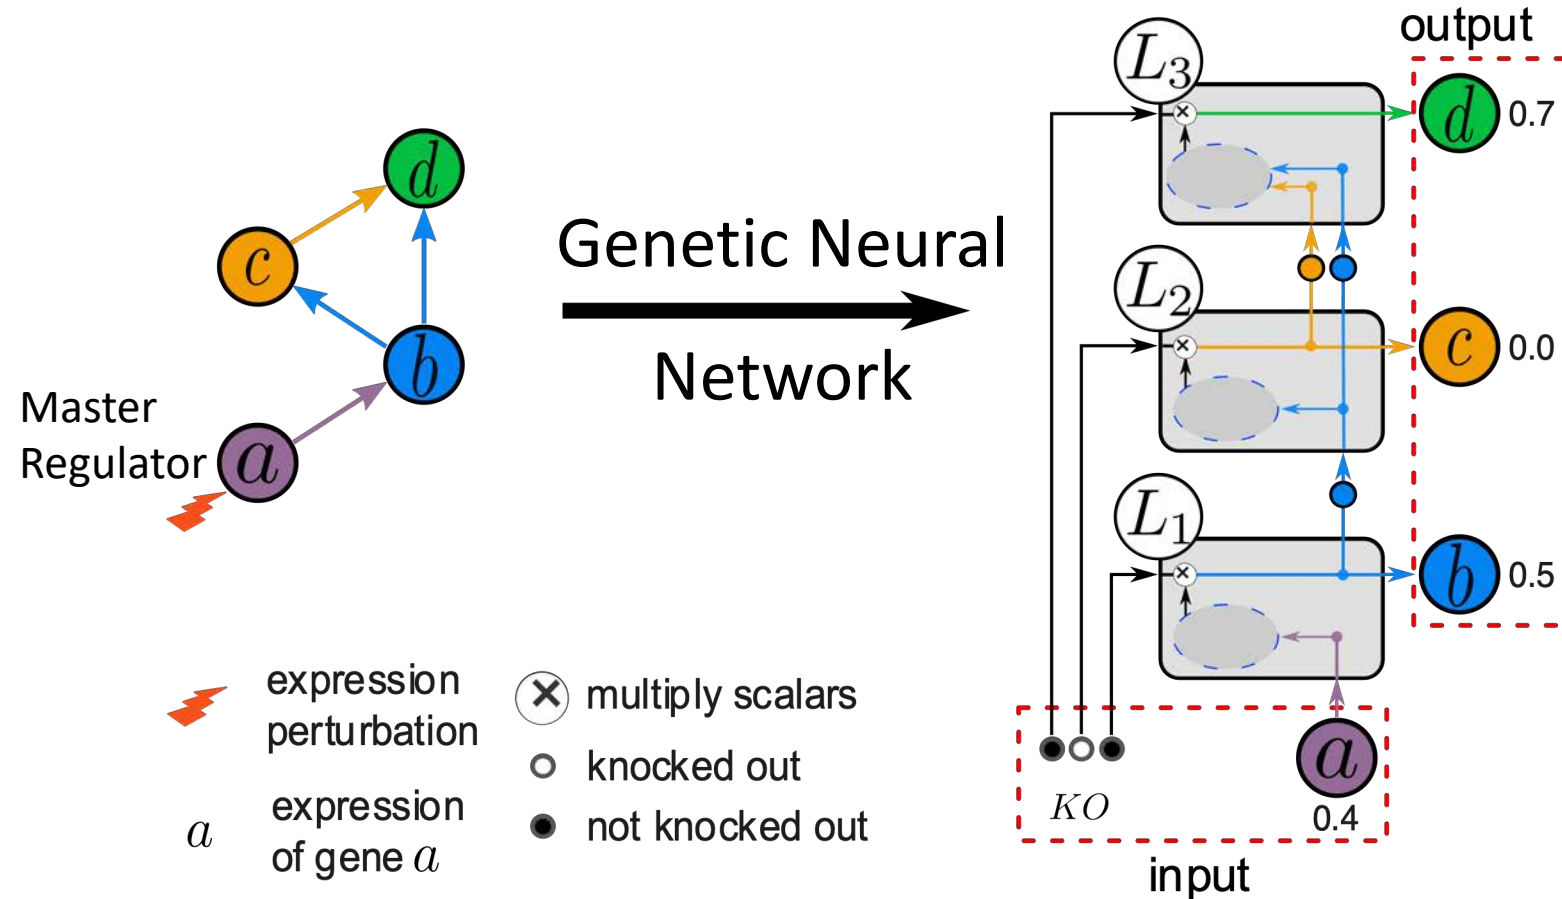 d
c
b
a
Master
Regulator
Genetic Neural
Network
expression
perturbation
a
expression
of gene a
multiply scalars
knocked out
not knocked out
output
L3
d 0.7
L2
c 0.0
L1
b 0.5
KO
a
0.4
input